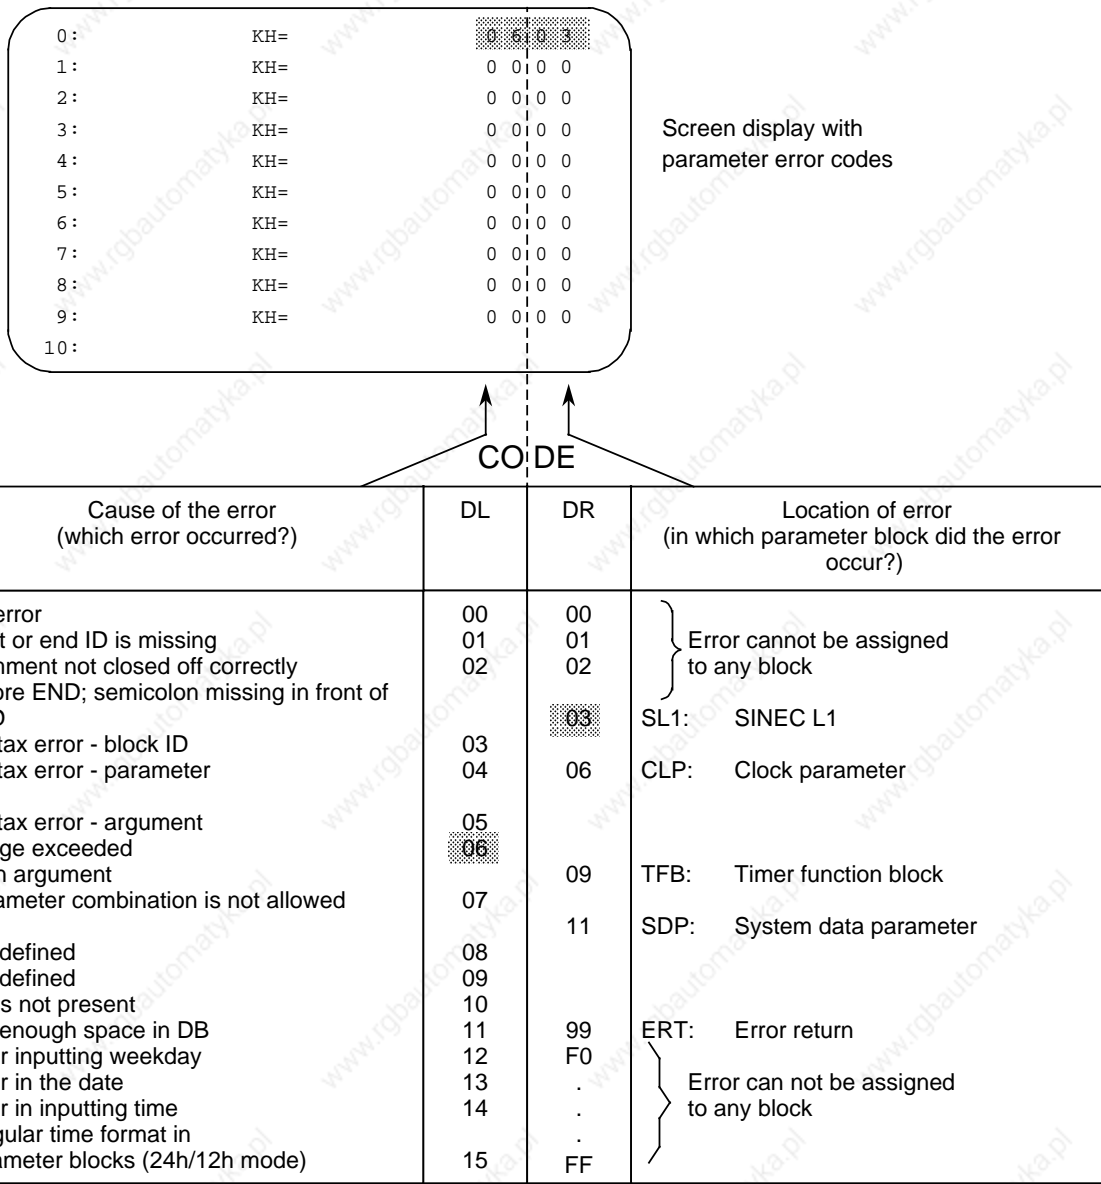 0: KH= 0 6 0 3
1: KH= 0 0 0 0
2: KH= 0 0 0 0
3: KH= 0 0 0 0
4: KH= 0 0 0 0
5: KH= 0 0 0 0
6: KH= 0 0 0 0
7: KH= 0 0 0 0
8: KH= 0 0 0 0
9: KH= 0 0 0 0
10:
Screen display with
parameter error codes
CODE
Cause of the error
(which error occurred?)
DL
DR
Location of error
(in which parameter block did the error
occur?)
error 00 00
t or end ID is missing 01 01 Error cannot be assigned
nment not closed off correctly 02 02 to any block
ore END; semicolon missing in front of
03 SL1: SINEC L1
tax error - block ID 03
tax error - parameter 04 06 CLP: Clock parameter
tax error - argument 05
ge exceeded 06
n argument 09 TFB: Timer function block
ameter combination is not allowed 07
11 SDP: System data parameter
defined 08
defined 09
s not present 10
enough space in DB 11 99 ERT: Error return
r inputting weekday 12 F0
r in the date 13 . Error can not be assigned
r in inputting time 14 . to any block
gular time format in .
ameter blocks (24h/12h mode) 15 FF
www.rgbautomatyka.pl